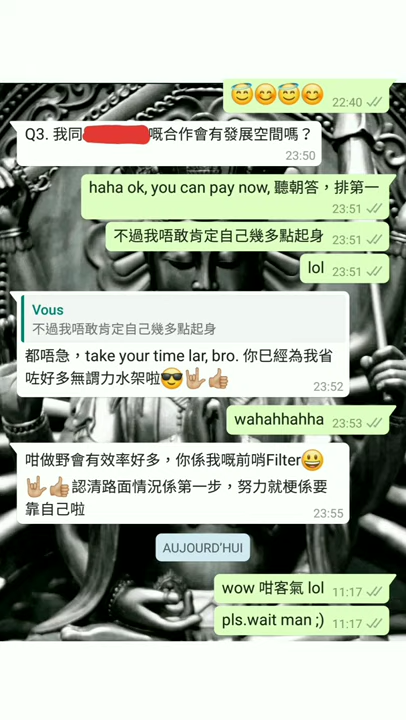 😇😊😇😊 22:40
Q3. 我同 嘅合作會有發展空間嗎？
23:50
haha ok, you can pay now, 聽朝答，排第一
23:51
不過我唔敢肯定自己幾多點起身 23:51
lol 23:51
Vous
不過我唔敢肯定自己幾多點起身
都唔急，take your time lar, bro. 你巳經為我省
咗好多無謂力水架啦😎🤘🏼👍🏼 23:52
wahahhahha 23:53
咁做野會有效率好多，你係我嘅前哨Filter😃
🤘🏼👍🏼認清路面情況係第一步，努力就梗係要
靠自己啦 23:55
AUJOURD'HUI
wow 咁客氣 lol 11:17
pls.wait man ;) 11:17